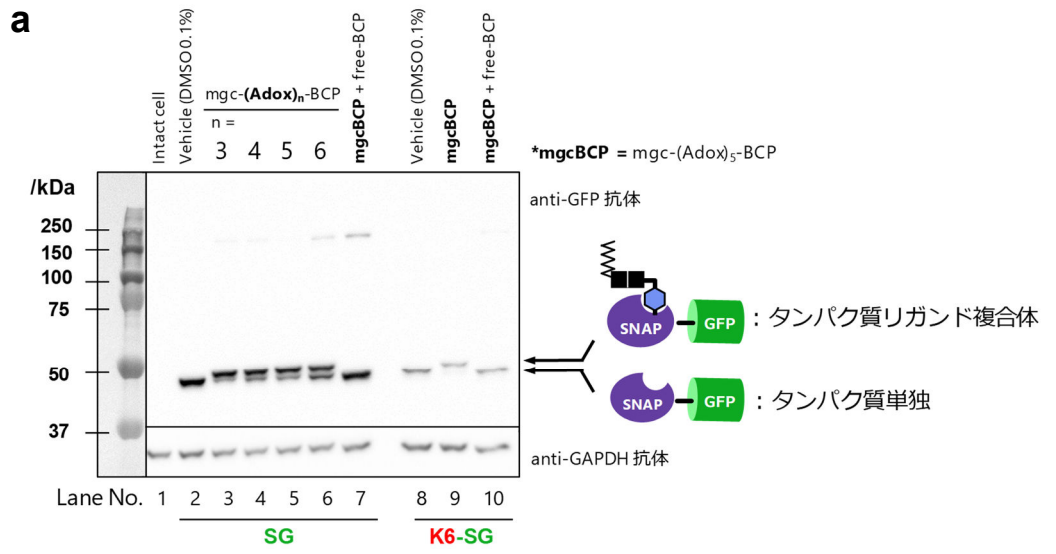 a
Intact cell
Vehicle (DMSO 0.1%)
mgc-(Adox)n-BCP
n =
3 4 5 6
mgcBCP + free-BCP
Vehicle (DMSO 0.1%)
mgcBCP
mgcBCP + free-BCP
*mgcBCP = mgc-(Adox)5-BCP
/kDa
250
150
100
75
50
37
anti-GFP 抗体
SNAP GFP : タンパク質リガンド複合体
SNAP GFP : タンパク質単独
anti-GAPDH 抗体
Lane No. 1 2 3 4 5 6 7 8 9 10
SG K6-SG